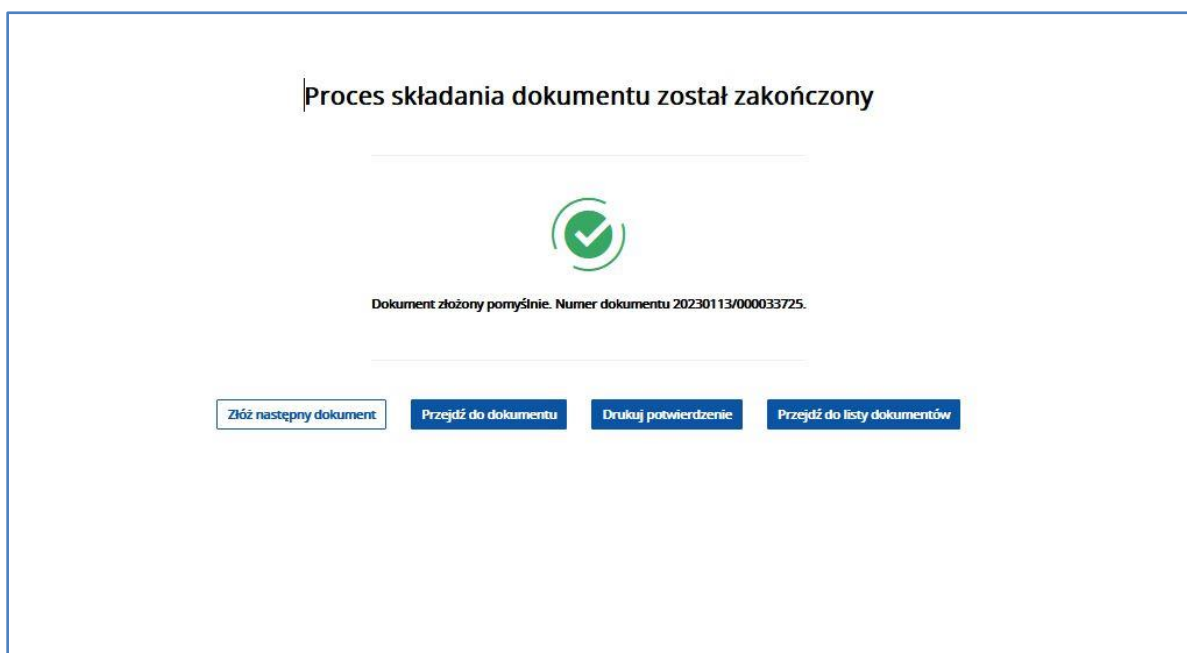 Proces składania dokumentu został zakończony
Dokument złożony pomyślnie. Numer dokumentu 20230113/000033725.
Złóż następny dokument
Przejdź do dokumentu
Drukuj potwierdzenie
Przejdź do listy dokumentów